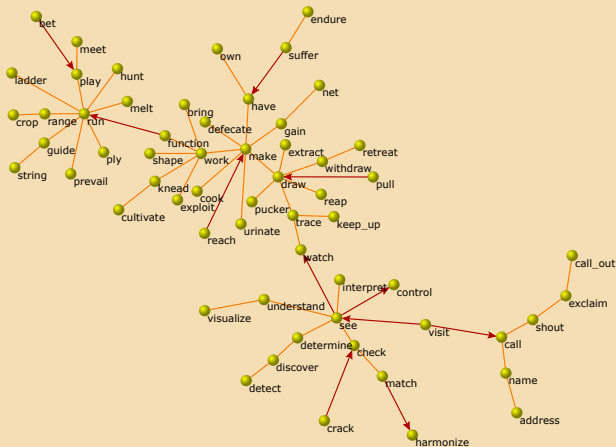 bet
endure
meet
own
suffer
ladder
play
hunt
net
have
bring
melt
crop
range
run
defecate
gain
function
guide
extract
retreat
shape
work
make
withdraw
ply
string
prevail
knead
draw
pull
cook
exploit
reap
pucker
cultivate
trace
keep_up
reach
urinate
watch
call_out
interpret
control
exclaim
understand
visualize
see
visit
shout
call
determine
check
discover
detect
match
name
crack
address
harmonize